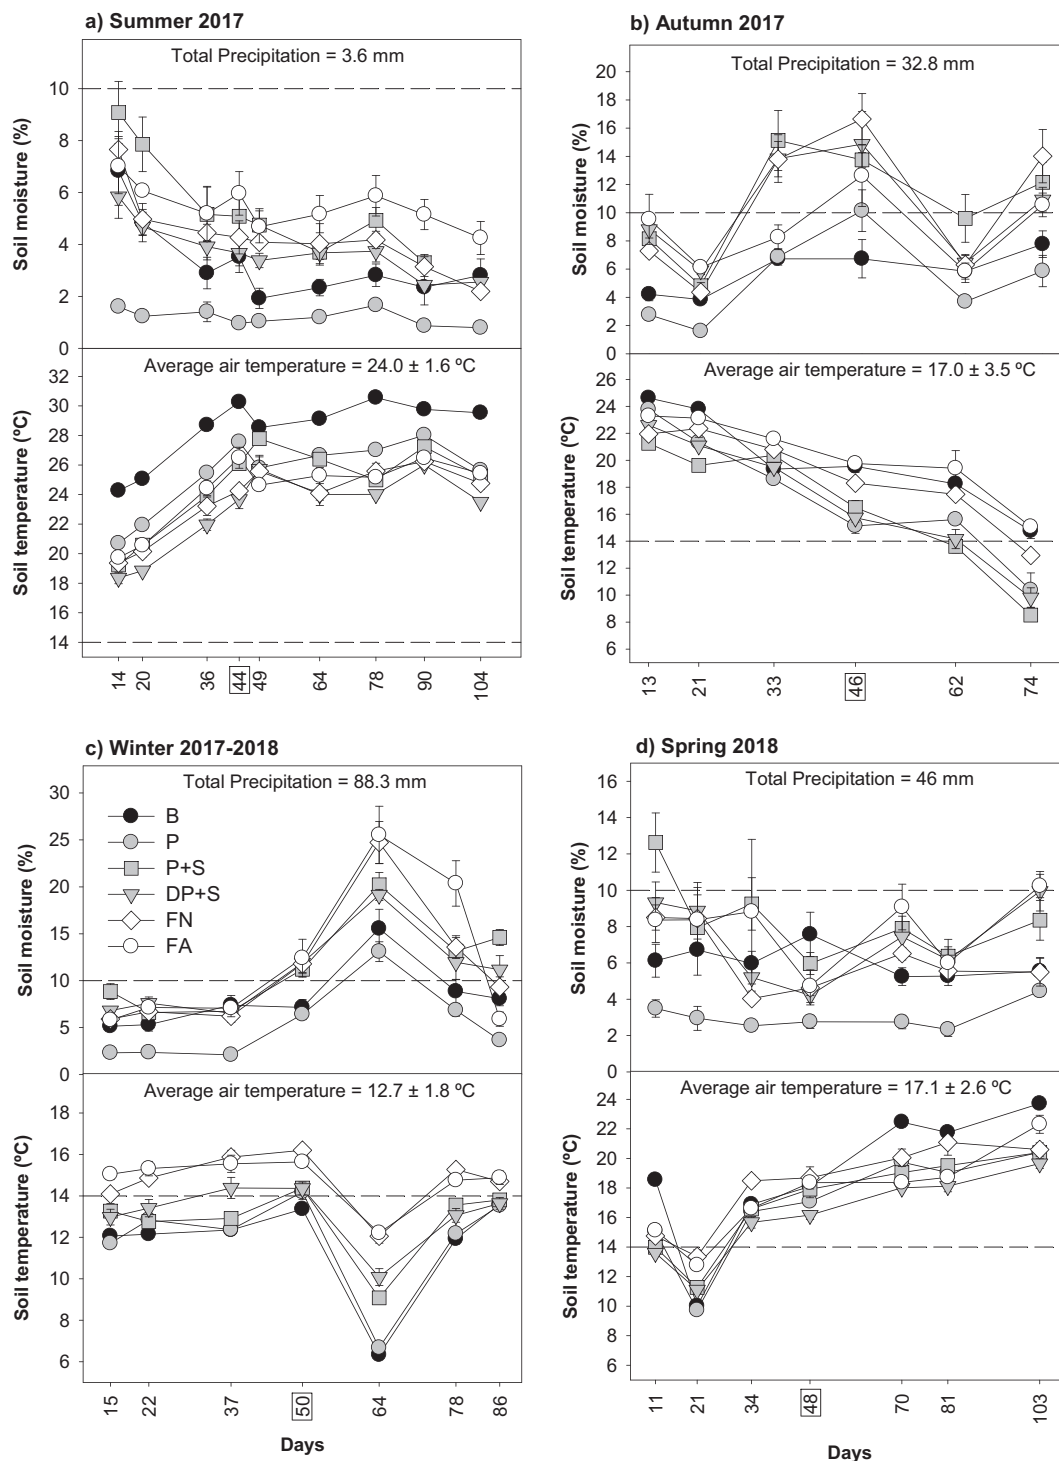 a) Summer 2017
Total Precipitation = 3.6 mm
Soil moisture (%)
10
8
6
4
2
0
Average air temperature = 24.0 ± 1.6 ºC
Soil temperature (ºC)
32
30
28
26
24
22
20
18
16
14
14 20 36 44 49 64 78 90 104
b) Autumn 2017
Total Precipitation = 32.8 mm
Soil moisture (%)
20
18
16
14
12
10
8
6
4
2
0
Average air temperature = 17.0 ± 3.5 ºC
Soil temperature (ºC)
26
24
22
20
18
16
14
12
10
8
6
13 21 33 46 62 74
c) Winter 2017-2018
Total Precipitation = 88.3 mm
Soil moisture (%)
30
25
20
15
10
5
0
B
P
P+S
DP+S
FN
FA
Average air temperature = 12.7 ± 1.8 ºC
Soil temperature (ºC)
18
16
14
12
10
8
6
15 22 37 50 64 78 86
Days
d) Spring 2018
Total Precipitation = 46 mm
Soil moisture (%)
16
14
12
10
8
6
4
2
0
Average air temperature = 17.1 ± 2.6 ºC
Soil temperature (ºC)
24
22
20
18
16
14
12
10
8
6
11 21 34 48 70 81 103
Days